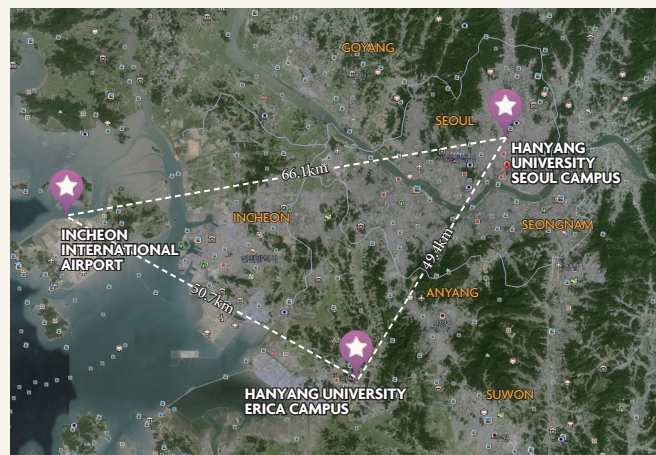 GOYANG
SEOUL
HANYANG
UNIVERSITY
SEOUL CAMPUS
66.1km
INCHEON
SEONGNAM
INCHEON
INTERNATIONAL
AIRPORT
49.4km
50.7km
ANYANG
HANYANG UNIVERSITY
ERICA CAMPUS
SUWON